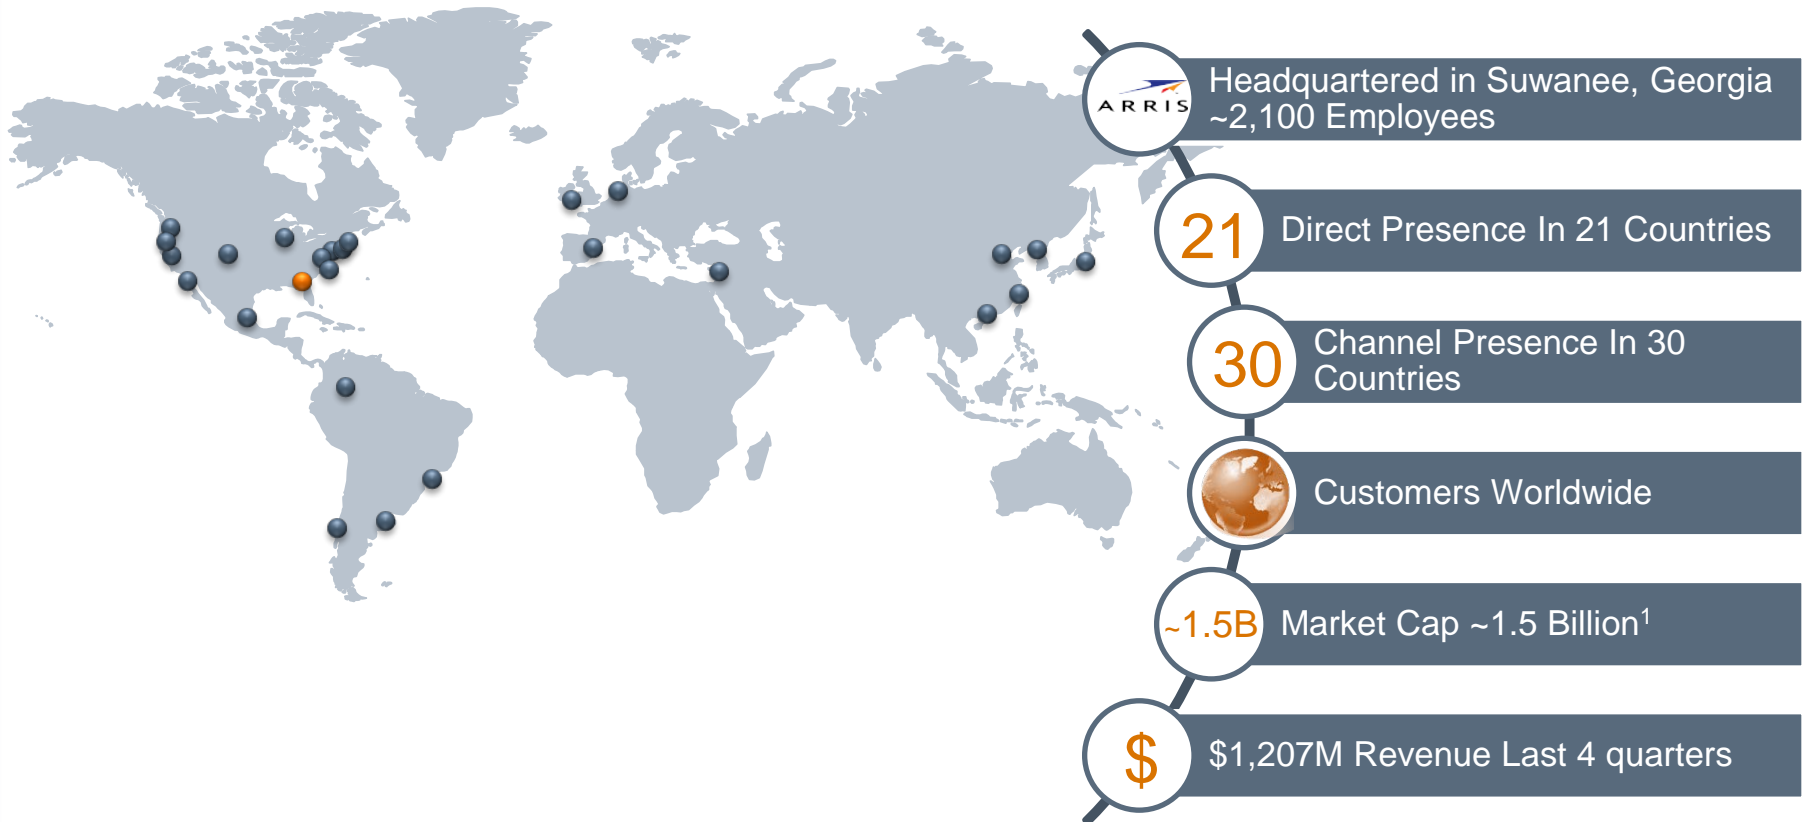 ARRIS
Headquartered in Suwanee, Georgia
~2,100 Employees
21
Direct Presence In 21 Countries
30
Channel Presence In 30
Countries
Customers Worldwide
~1.5B
Market Cap ~1.5 Billion¹
$
$1,207M Revenue Last 4 quarters